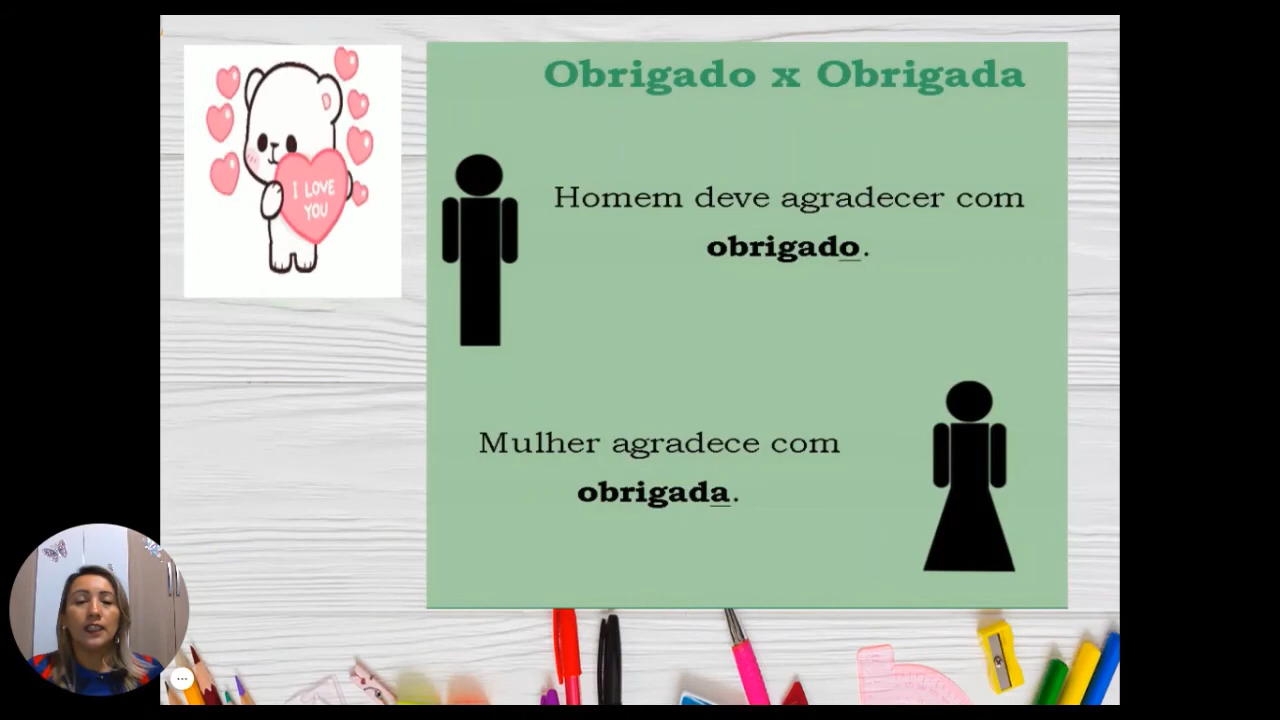 Obrigado x Obrigada
I LOVE
YOU
Homem deve agradecer com
obrigado.
Mulher agradece com
obrigada.